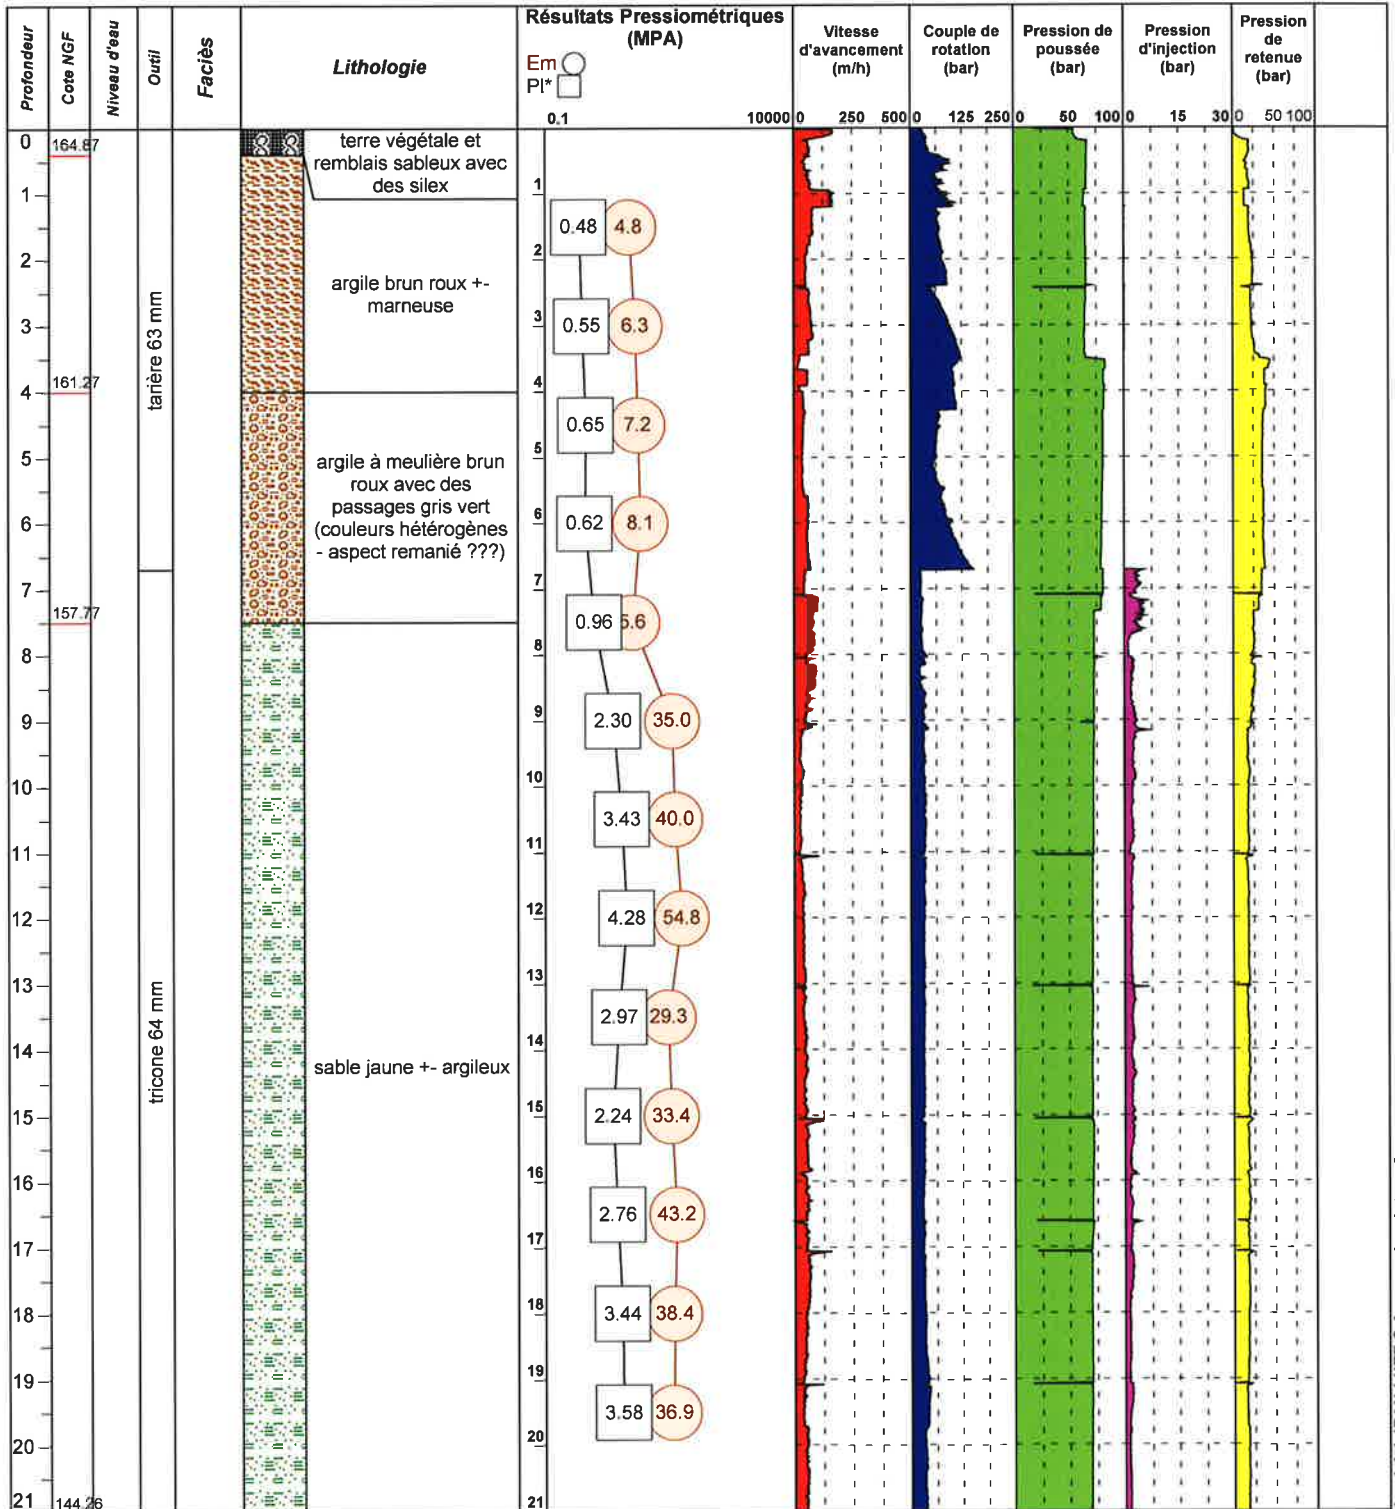 Profondeur
Cote NGF
Niveau d'eau
Outil
Faciès
Lithologie
Résultats Pressiométriques
(MPA)
Em
Pl*
0.1 10000
Vitesse
d'avancement
(m/h)
0 250 500
Couple de
rotation
(bar)
0 125 250
Pression de
poussée
(bar)
0 50 100
Pression
d'injection
(bar)
0 15 30
Pression
de
retenue
(bar)
0 50 100
0
1
2
3
4
5
6
7
8
9
10
11
12
13
14
15
16
17
18
19
20
21
164.87
161.27
157.77
144.26
tarière 63 mm
tricone 64 mm
terre végétale et
remblais sableux avec
des silex
argile brun roux +-
marneuse
argile à meulière brun
roux avec des
passages gris vert
(couleurs hétérogènes
- aspect remanié ???)
sable jaune +- argileux
1
0.48 4.8
2
3
0.55 6.3
4
0.65 7.2
5
6
0.62 8.1
7
0.96 5.6
8
9
2.30 35.0
10
3.43 40.0
11
12
4.28 54.8
13
2.97 29.3
14
15
2.24 33.4
16
2.76 43.2
17
18
3.44 38.4
19
3.58 36.9
20
21